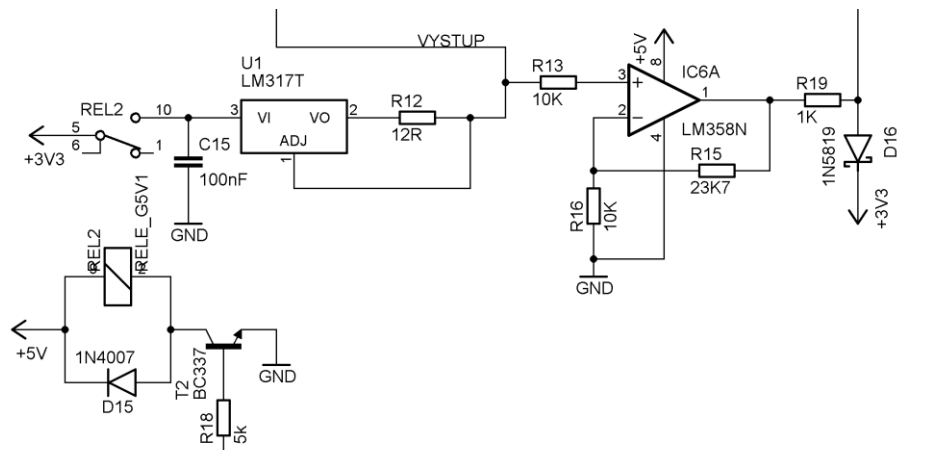 VYSTUP
U1
LM317T
REL2
10
3
VI
VO
2
R12
12R
ADJ
1
5
6
1
+3V3
C15
100nF
GND
R13
10K
+5V
8
IC6A
3
+
2
-
1
LM358N
4
R19
1K
R15
23K7
R16
10K
GND
1N5819
D16
+3V3
REL2
RELE_G5V1
+5V
1N4007
D15
T2
BC337
GND
R18
5k